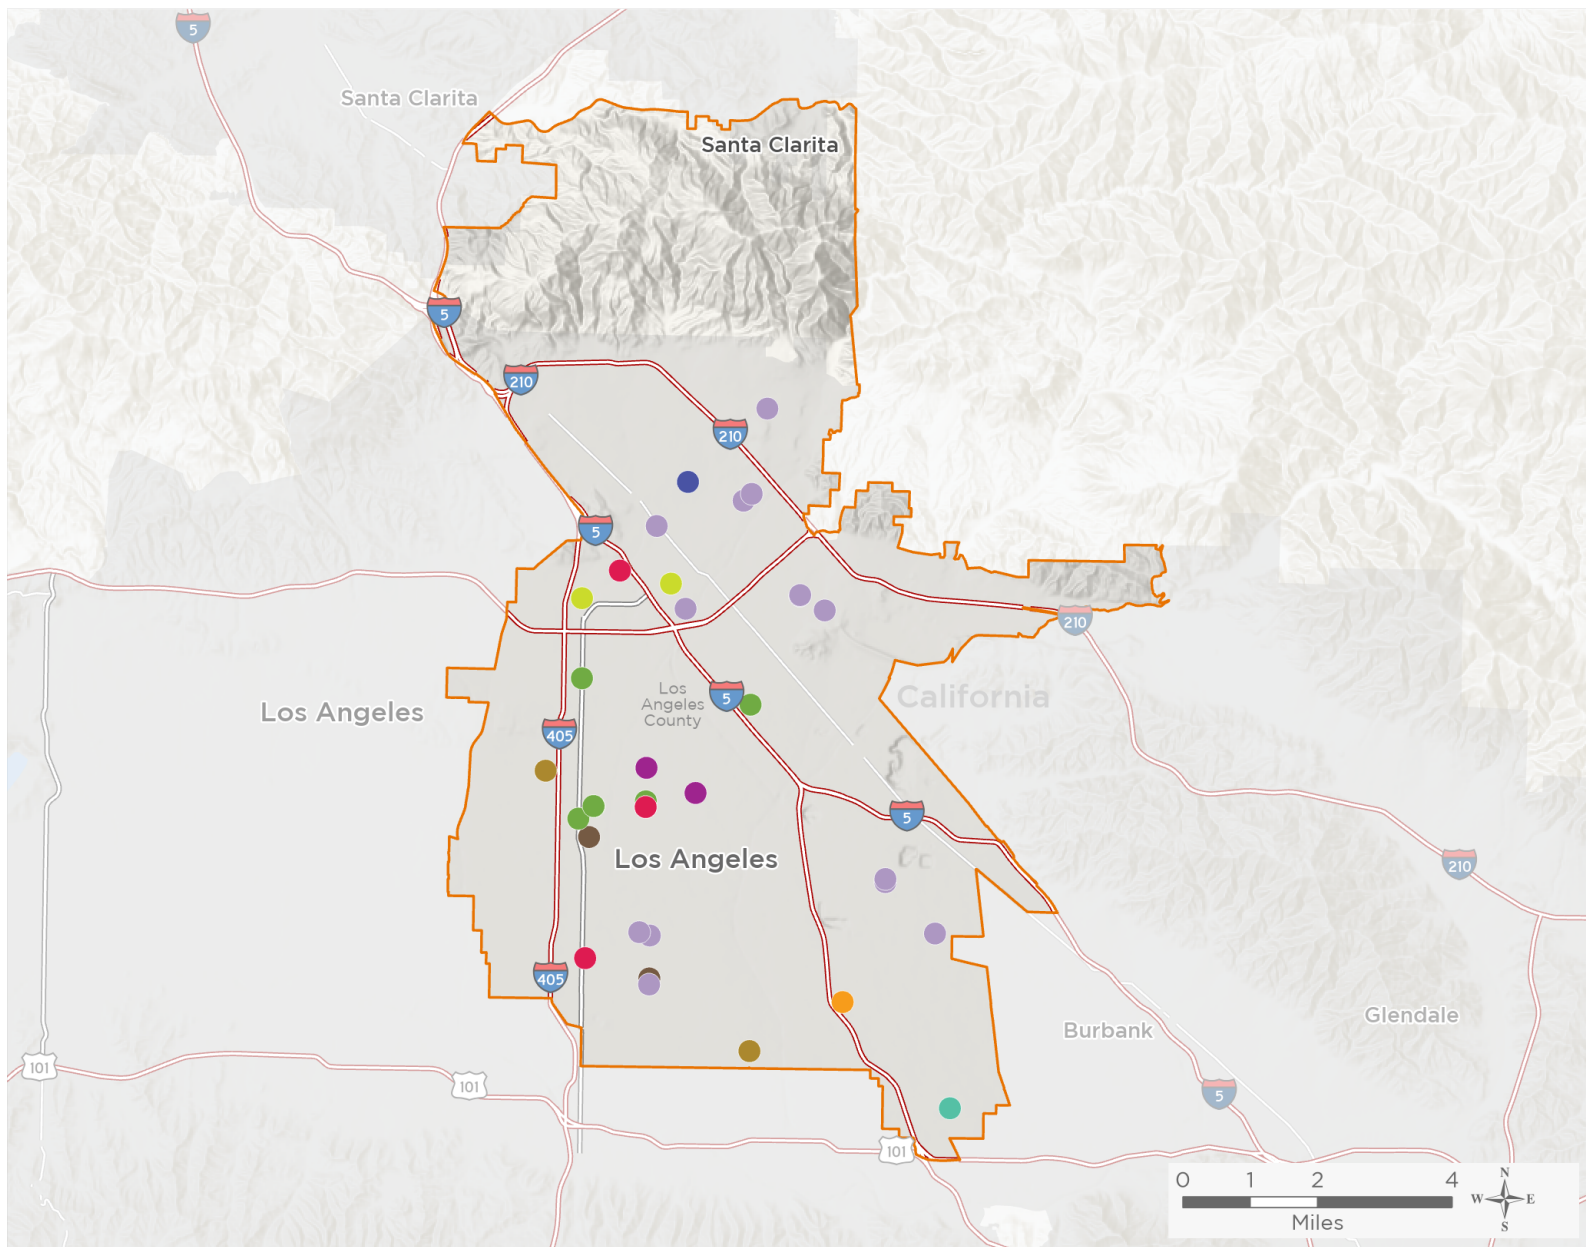 5
Santa Clarita
Santa Clarita
5
210
210
5
210
Los
Angeles
County
5
California
Los Angeles
405
5
Los Angeles
210
405
Glendale
Burbank
101
101
5
101
0 1 2 4
Miles
N
W E
S